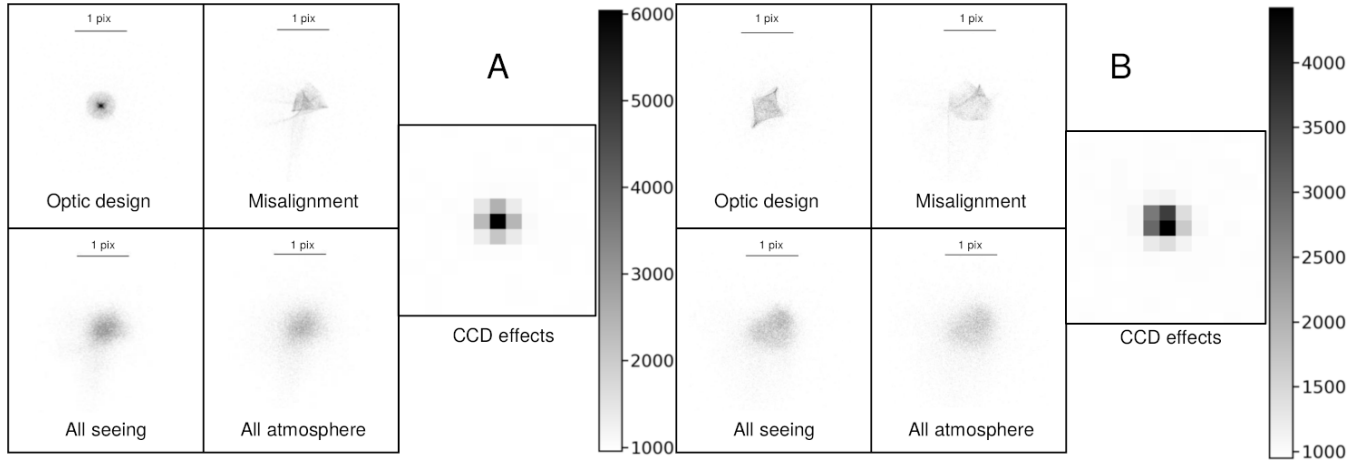 1 pix
1 pix
A
6000
5000
4000
3000
2000
1000
Optic design
Misalignment
1 pix
1 pix
CCD effects
All seeing
All atmosphere
1 pix
1 pix
B
4000
3500
3000
2500
2000
1500
1000
Optic design
Misalignment
1 pix
1 pix
CCD effects
All seeing
All atmosphere